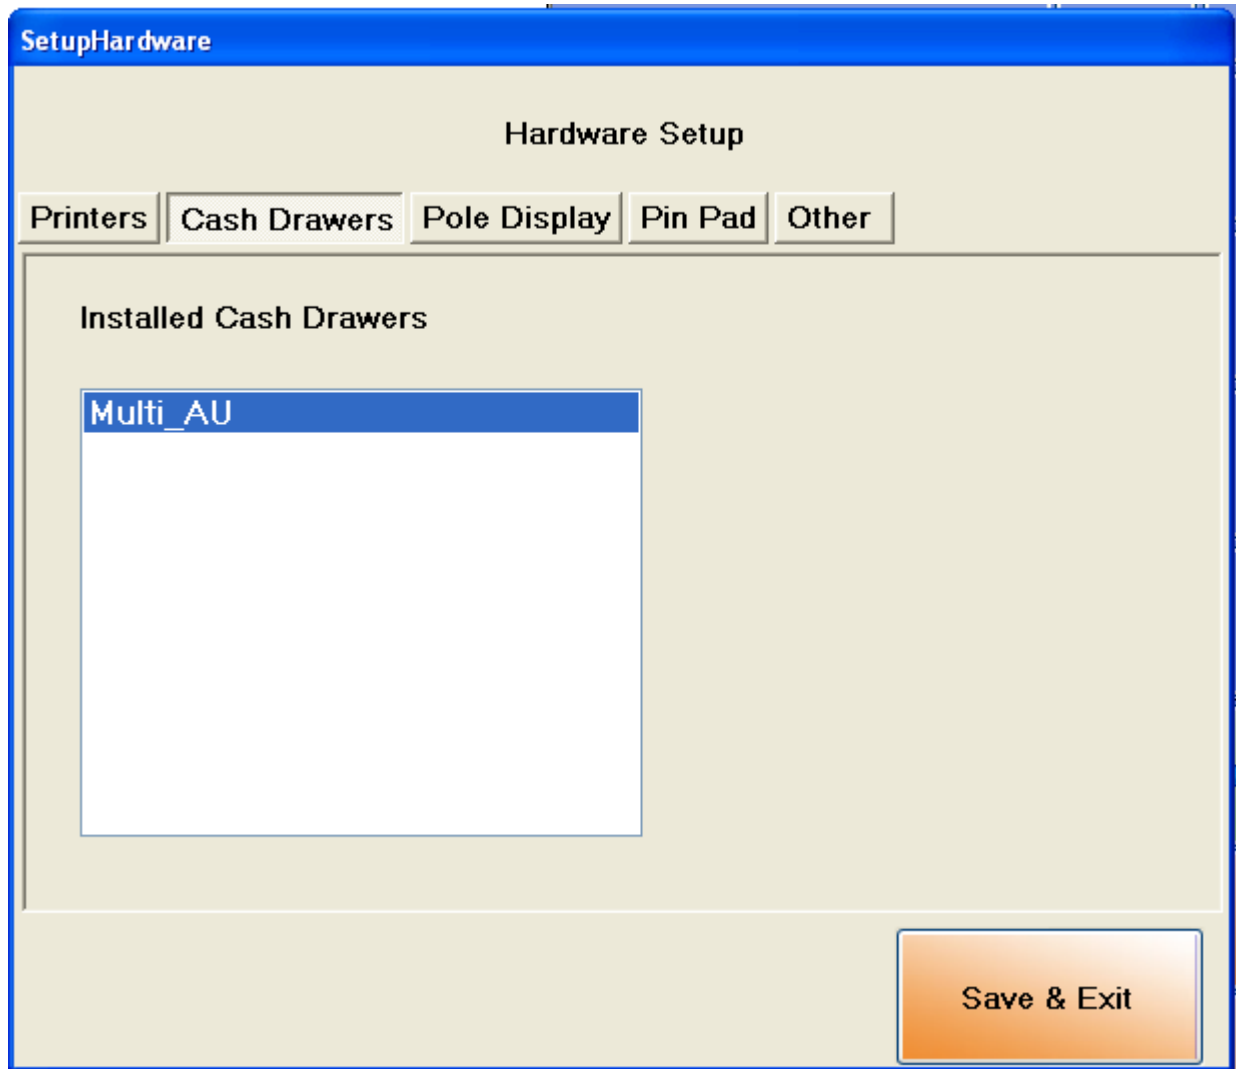 SetupHardware
Hardware Setup
Printers Cash Drawers Pole Display Pin Pad Other
Installed Cash Drawers
Multi_AU
Save & Exit